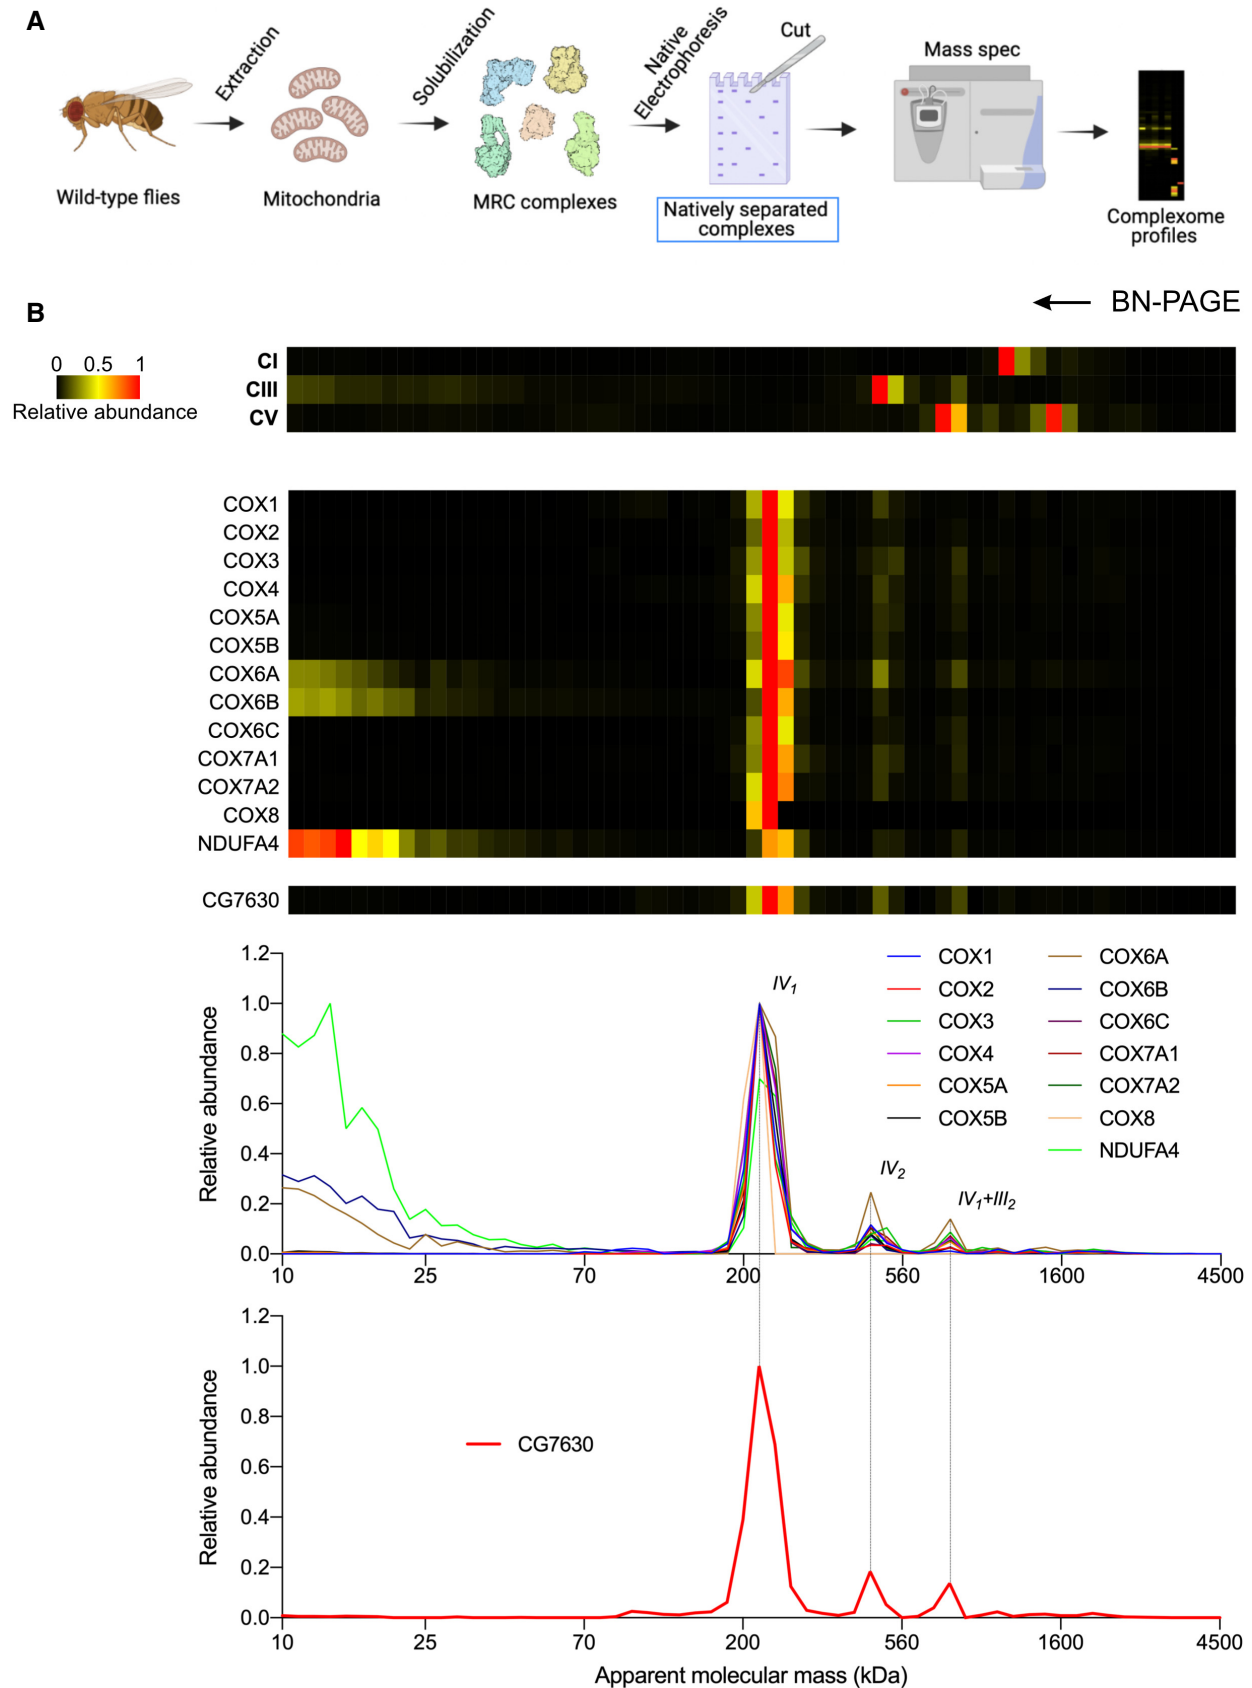 A
Extraction
Solubilization
Native
Electrophoresis
Cut
Mass spec
Wild-type flies
Mitochondria
MRC complexes
Natively separated
complexes
Complexome
profiles
B
BN-PAGE
0 0.5 1
Relative abundance
CI
CIII
CV
COX1
COX2
COX3
COX4
COX5A
COX5B
COX6A
COX6B
COX6C
COX7A1
COX7A2
COX8
NDUFA4
CG7630
Relative abundance
1.2
1.0
0.8
0.6
0.4
0.2
0.0
10 25 70 200 560 1600 4500
IV1
IV2
IV1+III2
COX1 COX6A
COX2 COX6B
COX3 COX6C
COX4 COX7A1
COX5A COX7A2
COX5B COX8
NDUFA4
Relative abundance
1.2
1.0
0.8
0.6
0.4
0.2
0.0
CG7630
10 25 70 200 560 1600 4500
Apparent molecular mass (kDa)